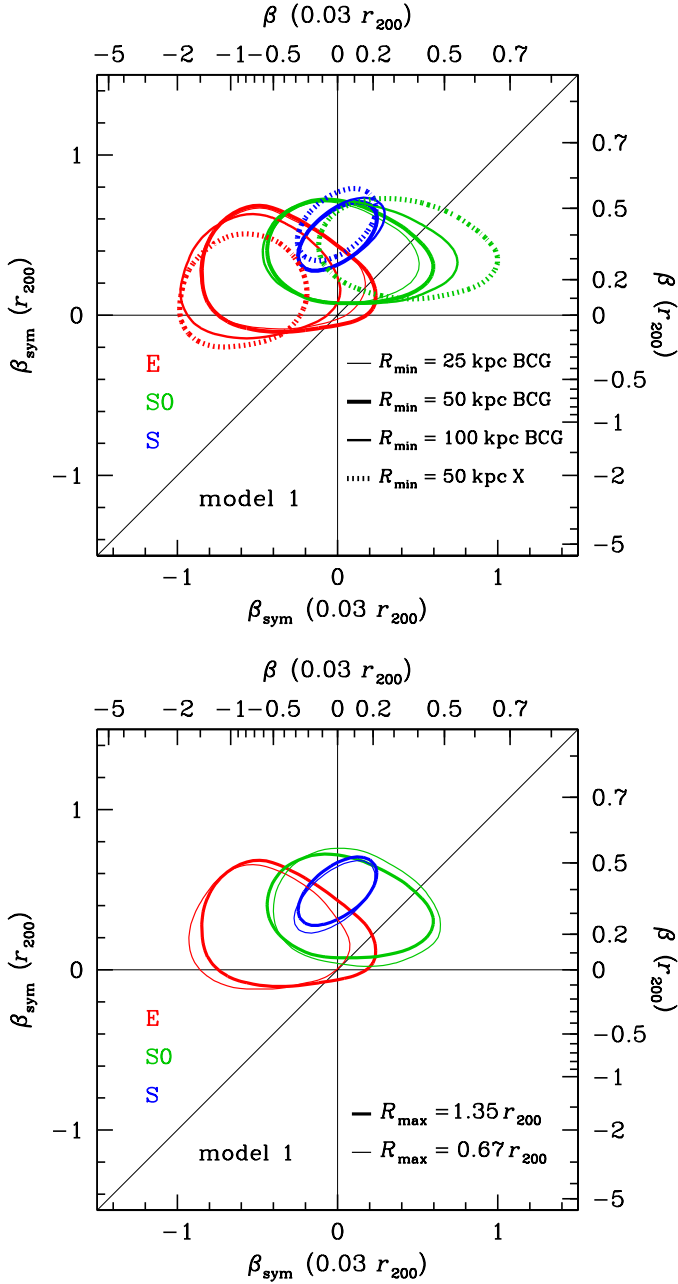 β (0.03 r200)
−5 −2 −1 −0.5 0 0.2 0.5 0.7
1
0
−1
βsym (r200)
0.7
0.5
0.2
0
−0.5
−1
−2
−5
β (r200)
E
S0
S
Rmin = 25 kpc BCG
Rmin = 50 kpc BCG
Rmin = 100 kpc BCG
Rmin = 50 kpc X
model 1
−1 0 1
βsym (0.03 r200)
β (0.03 r200)
−5 −2 −1 −0.5 0 0.2 0.5 0.7
1
0
−1
βsym (r200)
0.7
0.5
0.2
0
−0.5
−1
−2
−5
β (r200)
E
S0
S
Rmax = 1.35 r200
Rmax = 0.67 r200
model 1
−1 0 1
βsym (0.03 r200)